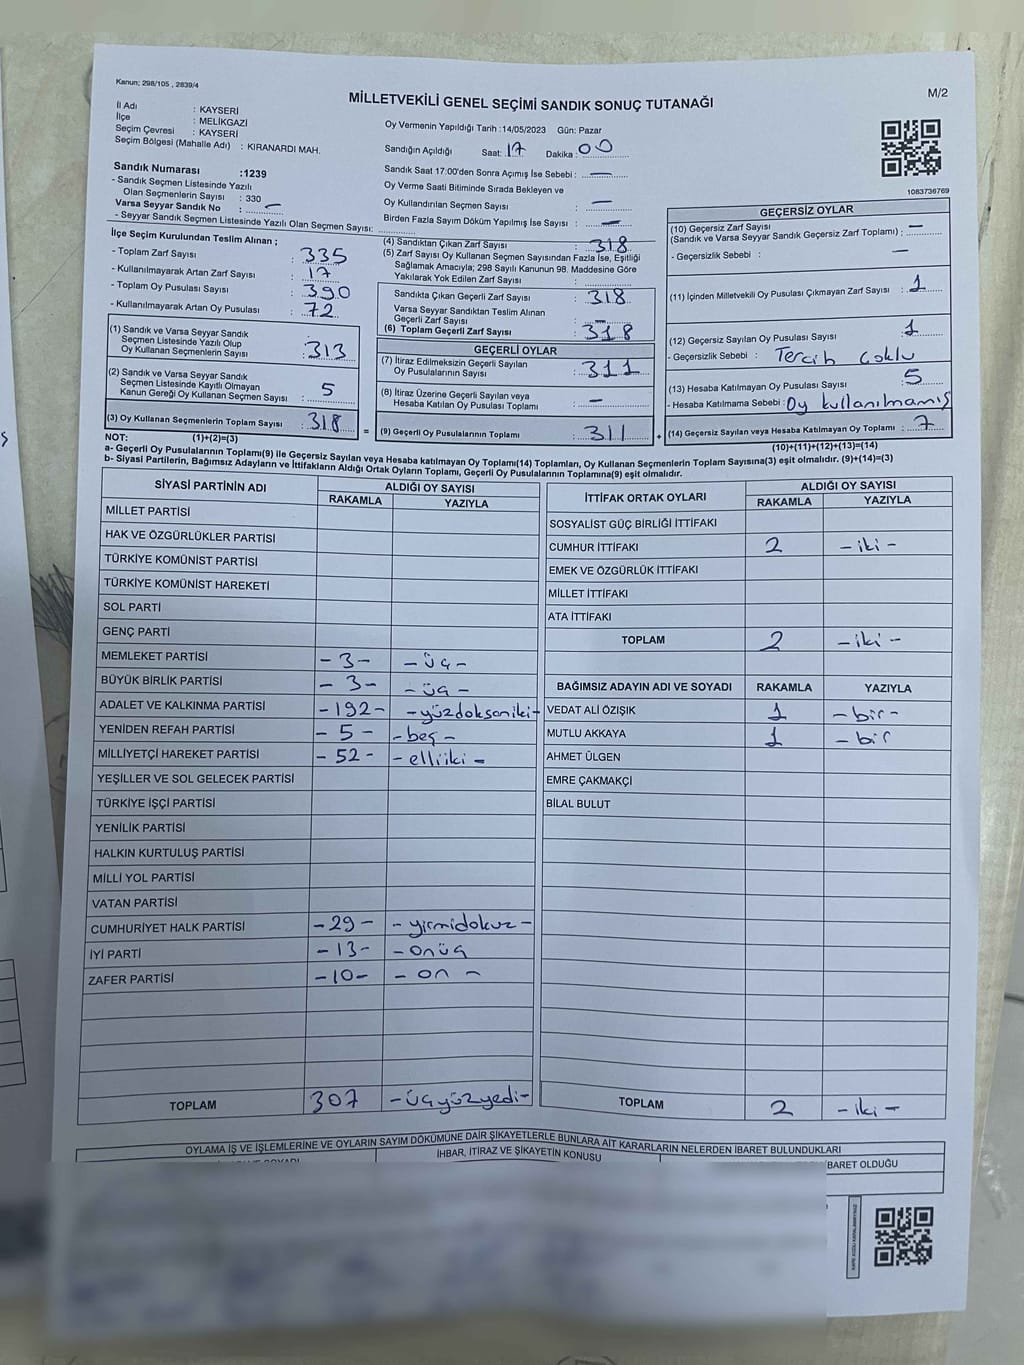 Kanun: 298/105 , 2839/4
M/2
MİLLETVEKİLİ GENEL SEÇİMİ SANDIK SONUÇ TUTANAĞI
İl Adı : KAYSERİ
İlçe : MELİKGAZİ
Seçim Çevresi : KAYSERİ
Seçim Bölgesi (Mahalle Adı) : KIRANARDI MAH.
Oy Vermenin Yapıldığı Tarih :14/05/2023 Gün: Pazar
Sandığın Açıldığı Saat: 17 Dakika : 00
Sandık Saat 17:00'den Sonra Açımış İse Sebebi : —
Oy Verme Saati Bitiminde Sırada Bekleyen ve
Oy Kullandırılan Seçmen Sayısı : —
Birden Fazla Sayım Döküm Yapılmış İse Sayısı : —
1083736769
Sandık Numarası :1239
- Sandık Seçmen Listesinde Yazılı
Olan Seçmenlerin Sayısı : 330
Varsa Seyyar Sandık No : —
- Seyyar Sandık Seçmen Listesinde Yazılı Olan Seçmen Sayısı:
İlçe Seçim Kurulundan Teslim Alınan ;
- Toplam Zarf Sayısı : 335
- Kullanılmayarak Artan Zarf Sayısı : 17
- Toplam Oy Pusulası Sayısı : 390
- Kullanılmayarak Artan Oy Pusulası : 72
(1) Sandık ve Varsa Seyyar Sandık
Seçmen Listesinde Yazılı Olup
Oy Kullanan Seçmenlerin Sayısı : 313
(2) Sandık ve Varsa Seyyar Sandık
Seçmen Listesinde Kayıtlı Olmayan
Kanun Gereği Oy Kullanan Seçmen Sayısı : 5
(3) Oy Kullanan Seçmenlerin Toplam Sayısı : 318
(4) Sandıktan Çıkan Zarf Sayısı : 318
(5) Zarf Sayısı Oy Kullanan Seçmen Sayısından Fazla İse, Eşitliği
Sağlamak Amacıyla; 298 Sayılı Kanunun 98. Maddesine Göre
Yakılarak Yok Edilen Zarf Sayısı :
Sandıkta Çıkan Geçerli Zarf Sayısı : 318
Varsa Seyyar Sandıktan Teslim Alınan
Geçerli Zarf Sayısı : —
(6) Toplam Geçerli Zarf Sayısı : 318
GEÇERLİ OYLAR
(7) İtiraz Edilmeksizin Geçerli Sayılan
Oy Pusulalarının Sayısı : 311
(8) İtiraz Üzerine Geçerli Sayılan veya
Hesaba Katılan Oy Pusulası Toplamı : —
= (9) Geçerli Oy Pusulalarının Toplamı : 311 +
GEÇERSİZ OYLAR
(10) Geçersiz Zarf Sayısı
(Sandık ve Varsa Seyyar Sandık Geçersiz Zarf Toplamı) : —
- Geçersizlik Sebebi : —
(11) İçinden Milletvekili Oy Pusulası Çıkmayan Zarf Sayısı : 1
(12) Geçersiz Sayılan Oy Pusulası Sayısı : 1
- Geçersizlik Sebebi : Tercih çoklu
(13) Hesaba Katılmayan Oy Pusulası Sayısı : 5
- Hesaba Katılmama Sebebi : Oy kullanılmamış
(14) Geçersiz Sayılan veya Hesaba Katılmayan Oy Toplamı : 7
NOT: (1)+(2)=(3)
(10)+(11)+(12)+(13)=(14)
a- Geçerli Oy Pusulalarının Toplamı(9) ile Geçersiz Sayılan veya Hesaba katılmayan Oy Toplamı(14) Toplamları, Oy Kullanan Seçmenlerin Toplam Sayısına(3) eşit olmalıdır. (9)+(14)=(3)
b- Siyasi Partilerin, Bağımsız Adayların ve İttifakların Aldığı Ortak Oyların Toplamı, Geçerli Oy Pusulalarının Toplamına(9) eşit olmalıdır.
SİYASİ PARTİNİN ADI ALDIĞI OY SAYISI
RAKAMLA YAZIYLA
MİLLET PARTİSİ
HAK VE ÖZGÜRLÜKLER PARTİSİ
TÜRKİYE KOMÜNİST PARTİSİ
TÜRKİYE KOMÜNİST HAREKETİ
SOL PARTİ
GENÇ PARTİ
MEMLEKET PARTİSİ -3- -üç-
BÜYÜK BİRLİK PARTİSİ -3- -üç-
ADALET VE KALKINMA PARTİSİ -192- -yüzdoksaniki-
YENİDEN REFAH PARTİSİ -5- -beş-
MİLLİYETÇİ HAREKET PARTİSİ -52- -elliiki-
YEŞİLLER VE SOL GELECEK PARTİSİ
TÜRKİYE İŞÇİ PARTİSİ
YENİLİK PARTİSİ
HALKIN KURTULUŞ PARTİSİ
MİLLİ YOL PARTİSİ
VATAN PARTİSİ
CUMHURİYET HALK PARTİSİ -29- -yirmidokuz-
İYİ PARTİ -13- -onüç
ZAFER PARTİSİ -10- -on-
TOPLAM 307 -üçyüzyedi-
İTTİFAK ORTAK OYLARI ALDIĞI OY SAYISI
RAKAMLA YAZIYLA
SOSYALİST GÜÇ BİRLİĞİ İTTİFAKI
CUMHUR İTTİFAKI 2 -iki-
EMEK VE ÖZGÜRLÜK İTTİFAKI
MİLLET İTTİFAKI
ATA İTTİFAKI
TOPLAM 2 -iki-
BAĞIMSIZ ADAYIN ADI VE SOYADI RAKAMLA YAZIYLA
VEDAT ALİ ÖZIŞIK 1 -bir-
MUTLU AKKAYA 1 -bir
AHMET ÜLGEN
EMRE ÇAKMAKÇİ
BİLAL BULUT
TOPLAM 2 -iki-
OYLAMA İŞ VE İŞLEMLERİNE VE OYLARIN SAYIM DÖKÜMÜNE DAİR ŞİKAYETLERLE BUNLARA AİT KARARLARIN NELERDEN İBARET BULUNDUKLARI
İHBAR, İTİRAZ VE ŞİKAYETİN KONUSU
BARET OLDUĞU